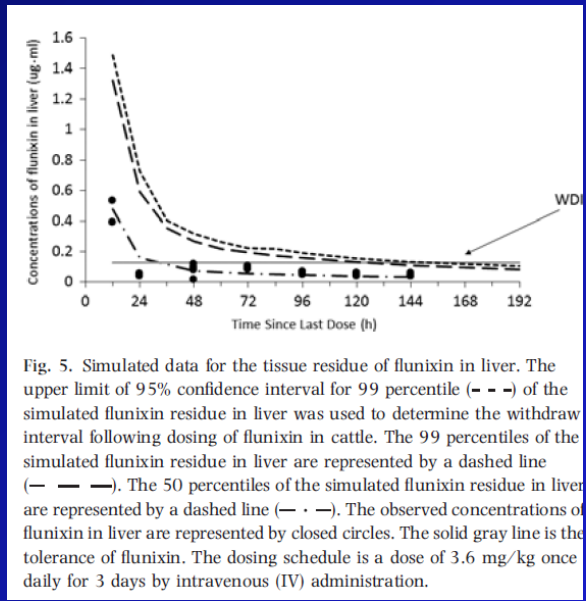 Concentrations of flunixin in liver (ug·ml)
1.6
1.4
1.2
1
0.8
0.6
0.4
0.2
0
WDI
0 24 48 72 96 120 144 168 192
Time Since Last Dose (h)
Fig. 5. Simulated data for the tissue residue of flunixin in liver. The
upper limit of 95% confidence interval for 99 percentile (- - -) of the
simulated flunixin residue in liver was used to determine the withdraw
interval following dosing of flunixin in cattle. The 99 percentiles of the
simulated flunixin residue in liver are represented by a dashed line
(— — —). The 50 percentiles of the simulated flunixin residue in liver
are represented by a dashed line (— · —). The observed concentrations of
flunixin in liver are represented by closed circles. The solid gray line is the
tolerance of flunixin. The dosing schedule is a dose of 3.6 mg/kg once
daily for 3 days by intravenous (IV) administration.